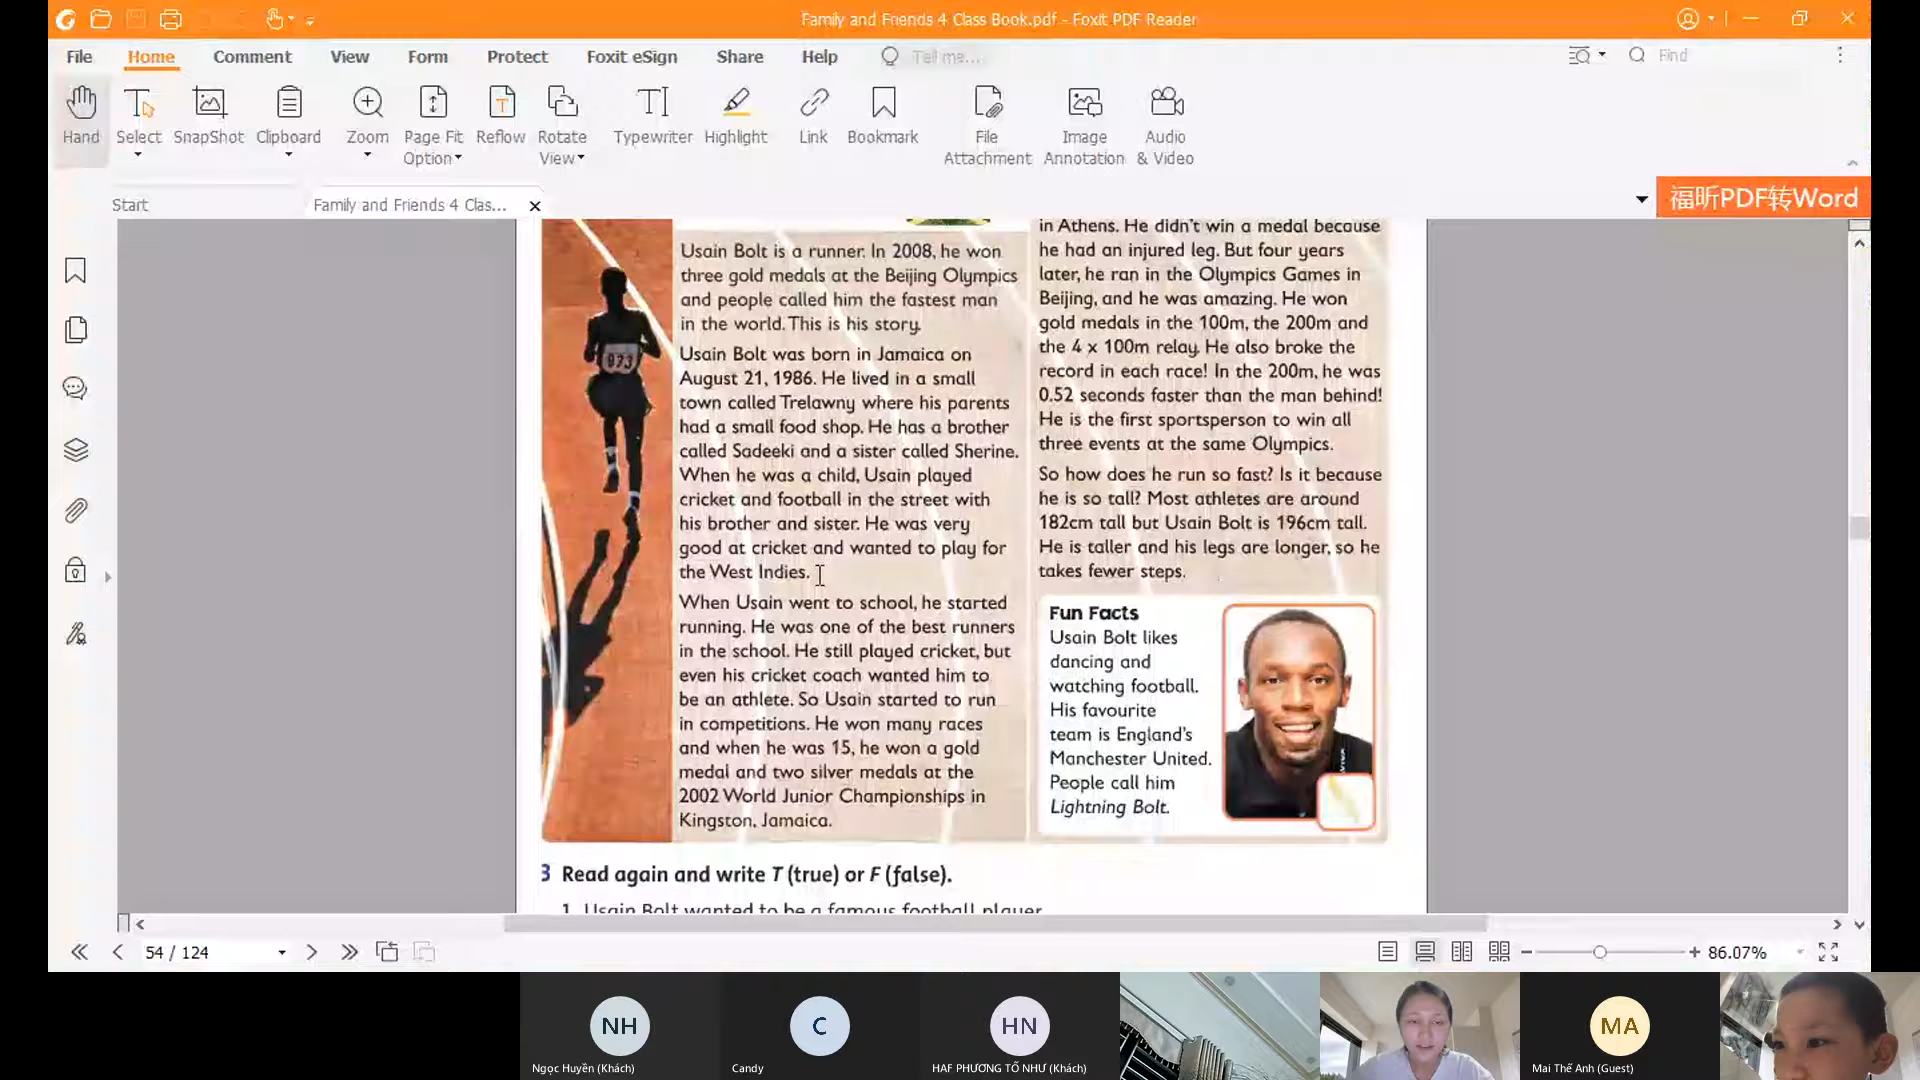 Family and Friends 4 Class Book.pdf - Foxit PDF Reader
File Home Comment View Form Protect Foxit eSign Share Help Tell me... Find
Hand Select SnapShot Clipboard Zoom Page Fit Option Reflow Rotate View Typewriter Highlight Link Bookmark File Attachment Image Annotation Audio & Video
Start
Family and Friends 4 Clas...
福昕PDF转Word
Usain Bolt is a runner. In 2008, he won
three gold medals at the Beijing Olympics
and people called him the fastest man
in the world. This is his story.
Usain Bolt was born in Jamaica on
August 21, 1986. He lived in a small
town called Trelawny where his parents
had a small food shop. He has a brother
called Sadeeki and a sister called Sherine.
When he was a child, Usain played
cricket and football in the street with
his brother and sister. He was very
good at cricket and wanted to play for
the West Indies.
When Usain went to school, he started
running. He was one of the best runners
in the school. He still played cricket, but
even his cricket coach wanted him to
be an athlete. So Usain started to run
in competitions. He won many races
and when he was 15, he won a gold
medal and two silver medals at the
2002 World Junior Championships in
Kingston, Jamaica.
873
in Athens. He didn't win a medal because
he had an injured leg. But four years
later, he ran in the Olympics Games in
Beijing, and he was amazing. He won
gold medals in the 100m, the 200m and
the 4 x 100m relay. He also broke the
record in each race! In the 200m, he was
0.52 seconds faster than the man behind!
He is the first sportsperson to win all
three events at the same Olympics.
So how does he run so fast? Is it because
he is so tall? Most athletes are around
182cm tall but Usain Bolt is 196cm tall.
He is taller and his legs are longer, so he
takes fewer steps.
Fun Facts
Usain Bolt likes
dancing and
watching football.
His favourite
team is England's
Manchester United.
People call him
Lightning Bolt.
3 Read again and write T (true) or F (false).
1 Usain Bolt wanted to be a famous football player
54 / 124
86.07%
NH
C
HN
MA
Ngọc Huyền (Khách)
Candy
HAF PHƯƠNG TỐ NHƯ (Khách)
Mai Thế Anh (Guest)